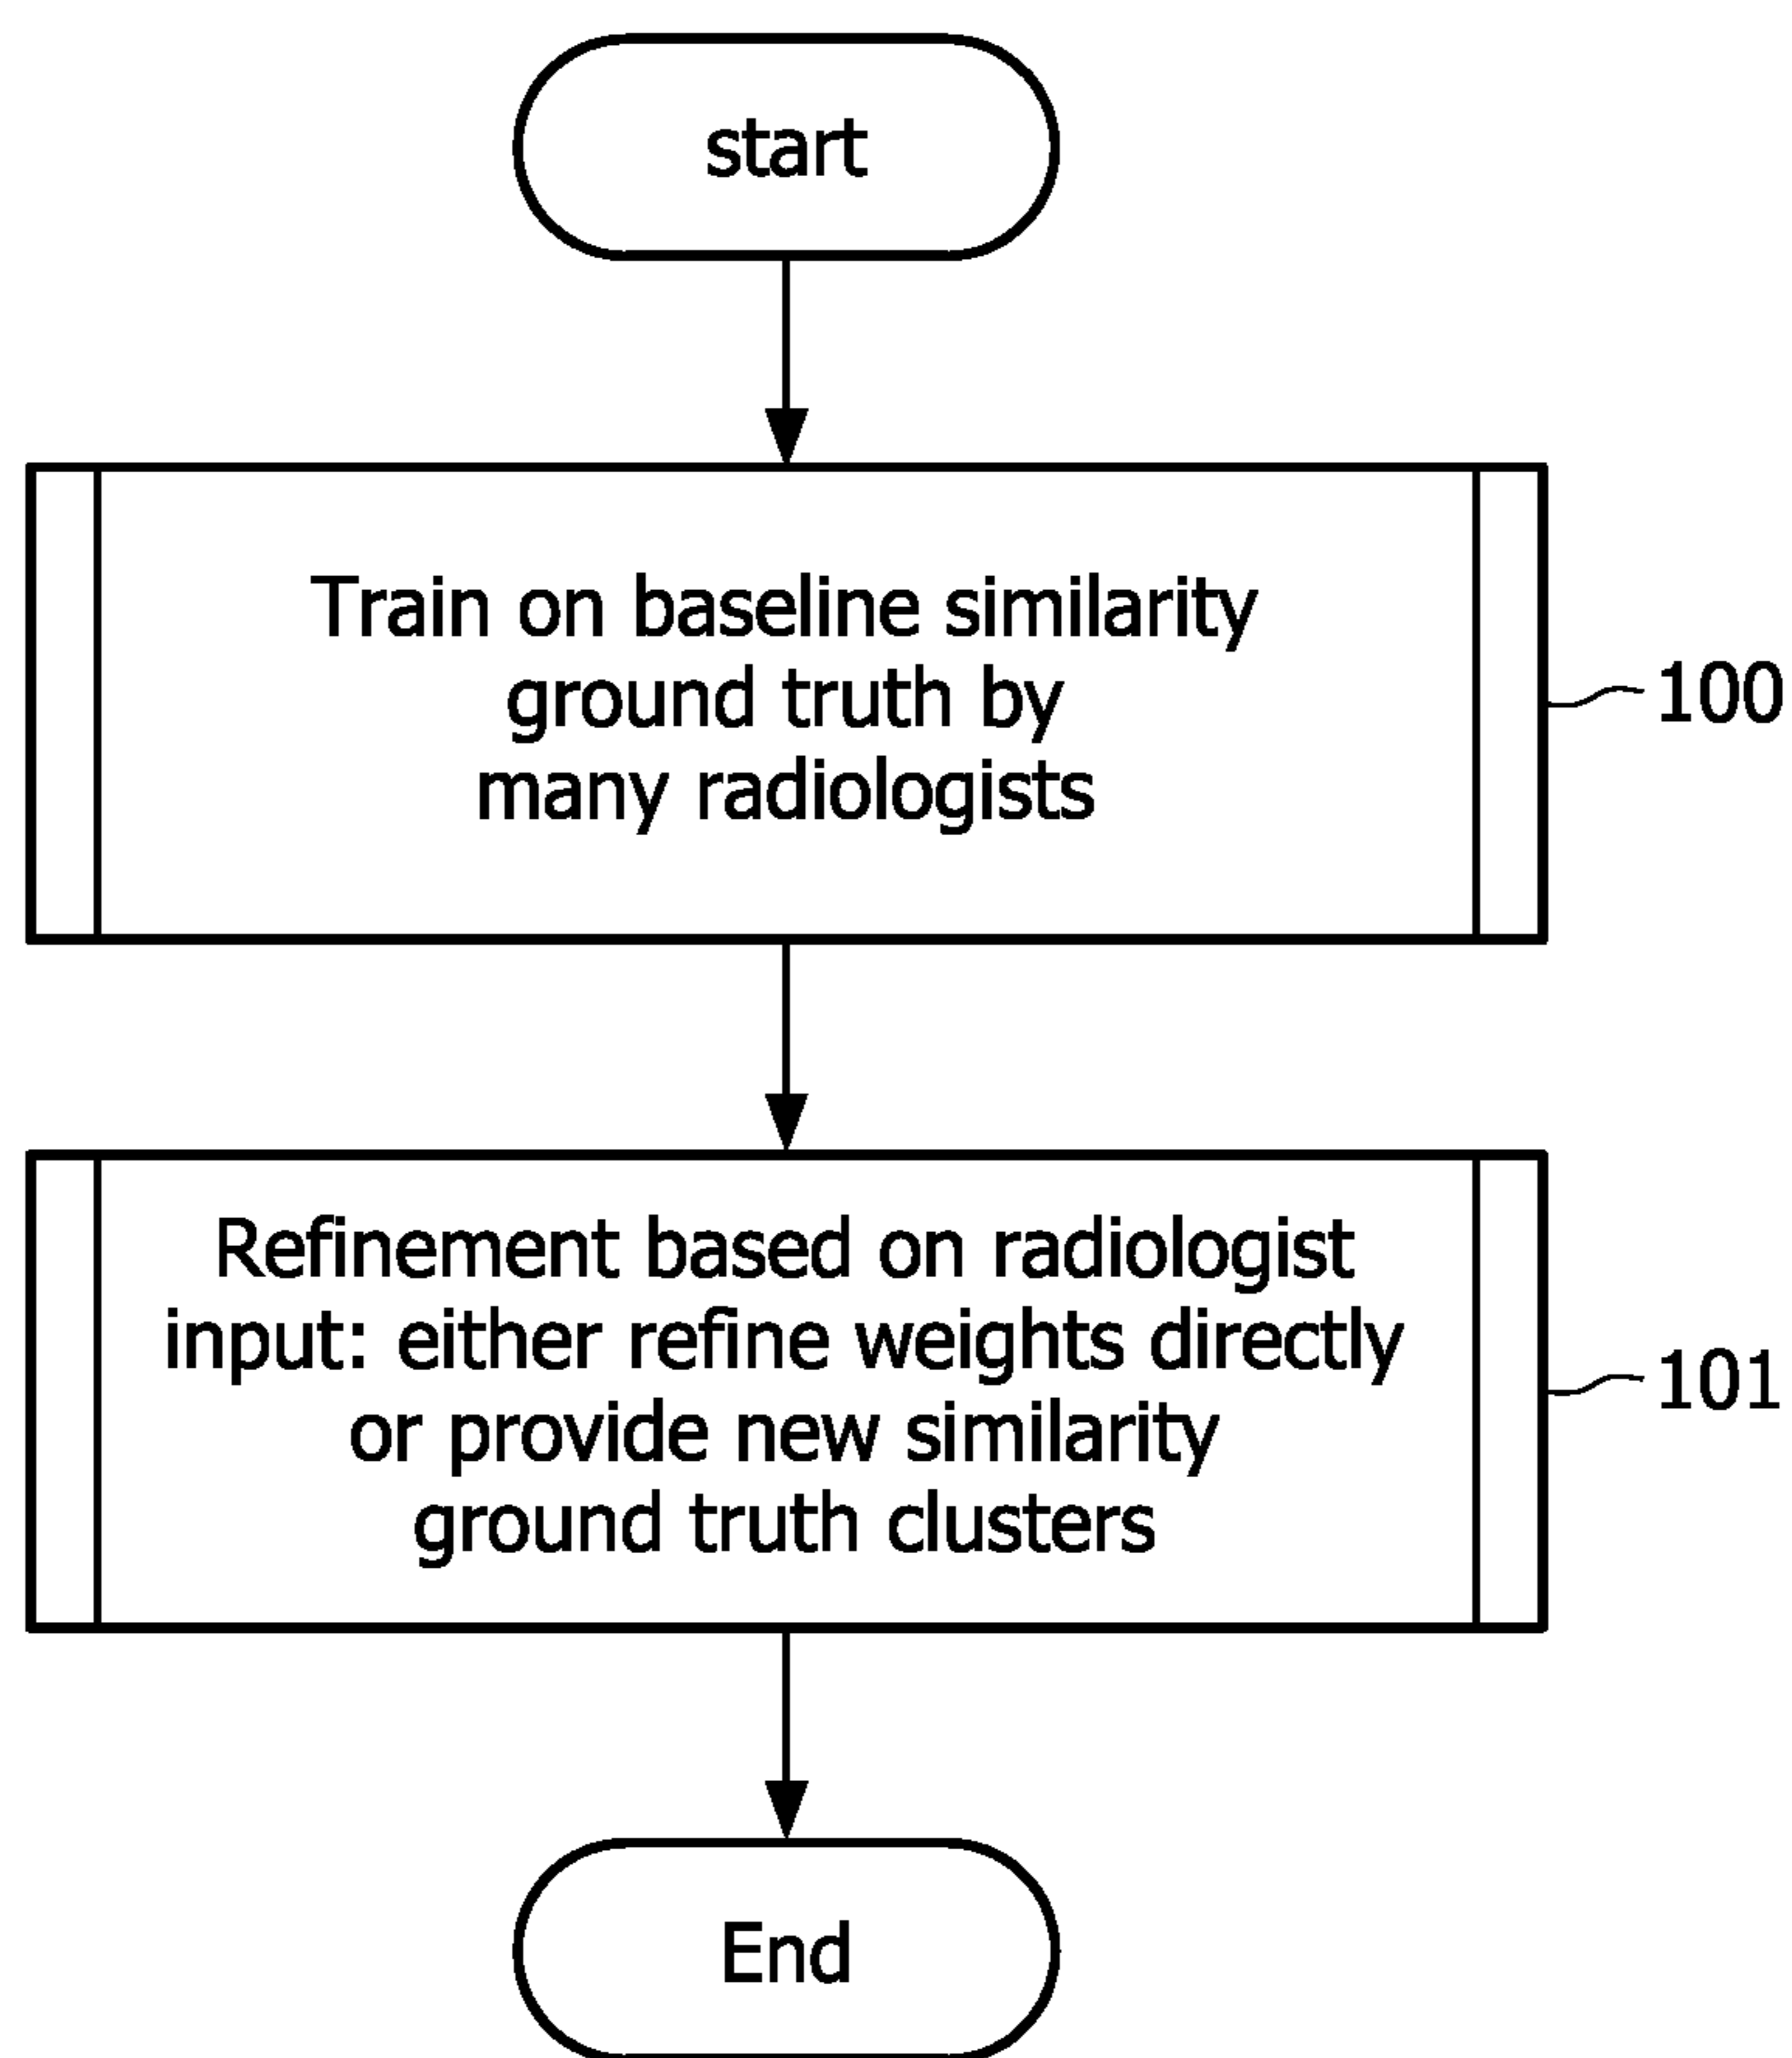 start
Train on baseline similarity
ground truth by
many radiologists
100
Refinement based on radiologist
input: either refine weights directly
or provide new similarity
ground truth clusters
101
End